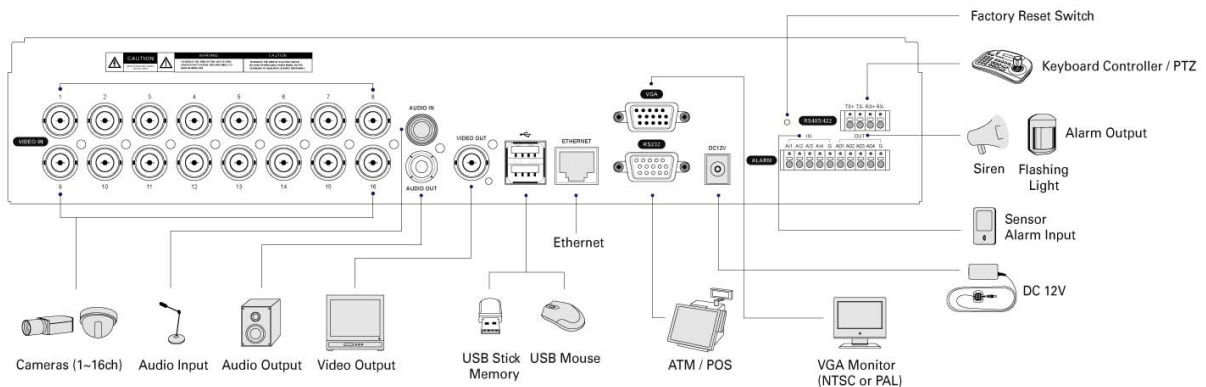 Factory Reset Switch
CAUTION
WARNING
CAUTION
1 2 3 4 5 6 7 8
AUDIO IN
VGA
TX+ TX- RX+ RX-
RS485/422
Keyboard Controller / PTZ
VIDEO IN
VIDEO OUT
ETHERNET
RS232
DC12V
IN
OUT
ALARM
AI1 AI2 AI3 AI4 G AO1 AO2 AO3 AO4 G
Alarm Output
Siren
Flashing
Light
9 10 11 12 13 14 15 16
AUDIO OUT
Sensor
Alarm Input
Ethernet
DC 12V
Cameras (1~16ch)
Audio Input
Audio Output
Video Output
USB Stick
Memory
USB Mouse
ATM / POS
VGA Monitor
(NTSC or PAL)